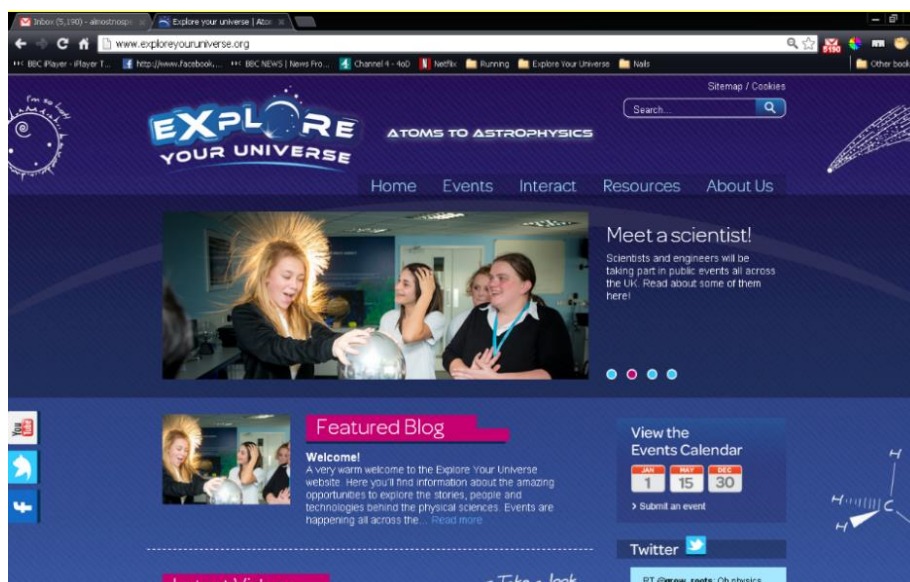 Inbox (5,190) - almostnospe
Explore your universe | Atom
www.exploreyouruniverse.org
5190
BBC iPlayer - iPlayer T...
http://www.facebook....
BBC NEWS | News Fro...
Channel 4 - 4oD
Netflix
Running
Explore Your Universe
Nails
Other book
Sitemap / Cookies
I'm so
EXPLORE
YOUR UNIVERSE
ATOMS TO ASTROPHYSICS
Search...
Home Events Interact Resources About Us
Meet a scientist!
Scientists and engineers will be
taking part in public events all across
the UK. Read about some of them
here!
You
Tube
Featured Blog
Welcome!
A very warm welcome to the Explore Your Universe
website. Here you'll find information about the amazing
opportunities to explore the stories, people and
technologies behind the physical sciences. Events are
happening all across the... Read more
View the
Events Calendar
JAN MAY DEC
1 15 30
> Submit an event
H
H C
H
Twitter
Take a look